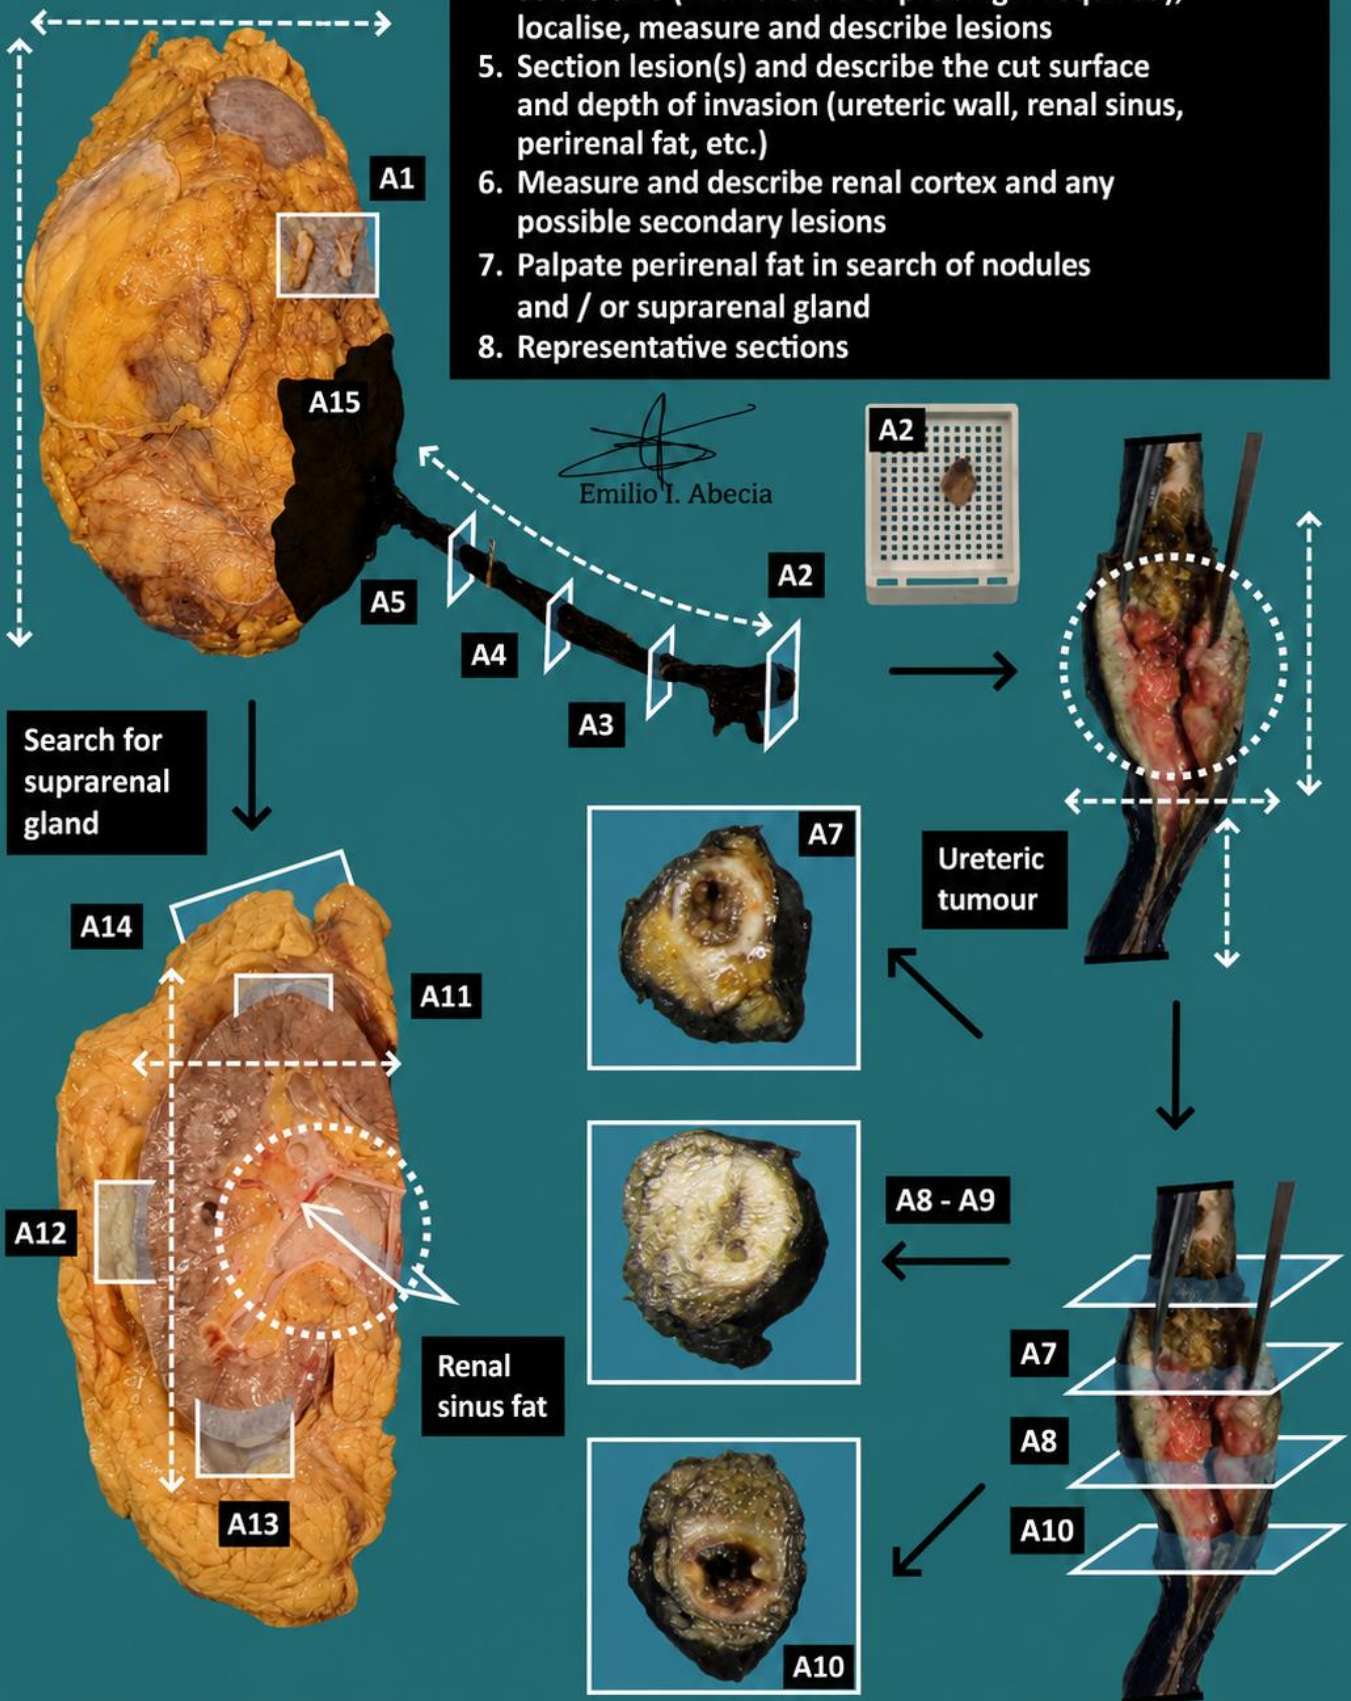 localise, measure and describe lesions
5. Section lesion(s) and describe the cut surface
and depth of invasion (ureteric wall, renal sinus,
perirenal fat, etc.)
6. Measure and describe renal cortex and any
possible secondary lesions
7. Palpate perirenal fat in search of nodules
and / or suprarenal gland
8. Representative sections
A1
A15
Emilio I. Abecia
A2
A2
A5
A4
A3
Search for
suprarenal
gland
A7
Ureteric
tumour
A14
A11
A12
A8 - A9
Renal
sinus fat
A7
A8
A10
A13
A10